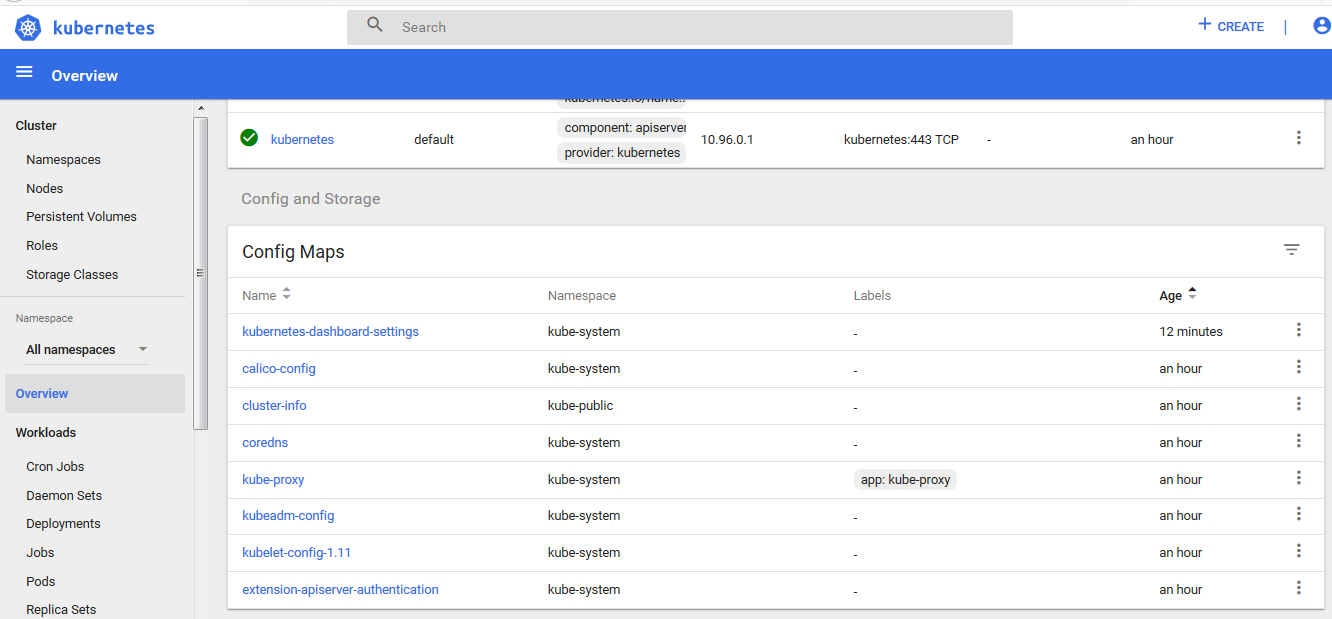 kubernetes
Search
CREATE
Overview
Cluster
Namespaces
Nodes
Persistent Volumes
Roles
Storage Classes
Namespace
All namespaces
Overview
Workloads
Cron Jobs
Daemon Sets
Deployments
Jobs
Pods
Replica Sets
kubernetes default component: apiserver 10.96.0.1 kubernetes:443 TCP - an hour
provider: kubernetes
Config and Storage
Config Maps
Name Namespace Labels Age
kubernetes-dashboard-settings kube-system - 12 minutes
calico-config kube-system - an hour
cluster-info kube-public - an hour
coredns kube-system - an hour
kube-proxy kube-system app: kube-proxy an hour
kubeadm-config kube-system - an hour
kubelet-config-1.11 kube-system - an hour
extension-apiserver-authentication kube-system - an hour